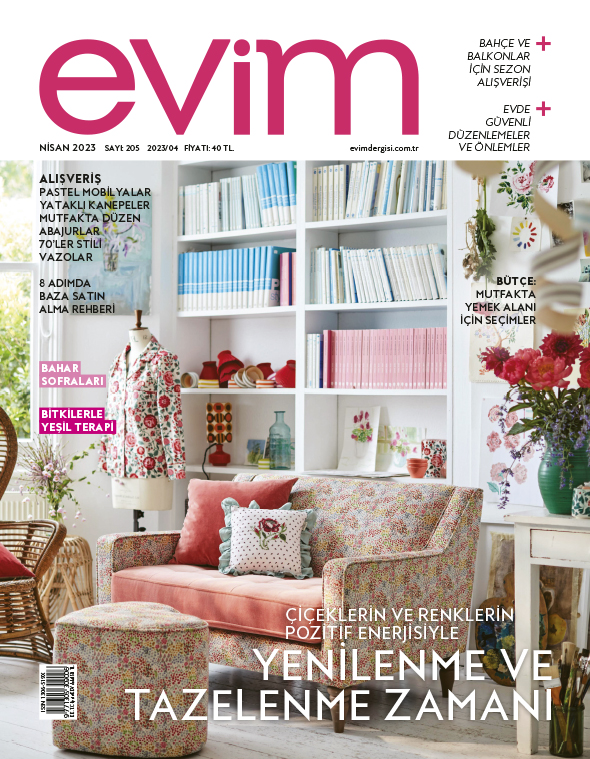 evim
NİSAN 2023 SAYI: 205 2023/04 FİYATI: 40 TL.
evimdergisi.com.tr
BAHÇE VE
BALKONLAR
İÇİN SEZON
ALIŞVERİŞİ
EVDE
GÜVENLİ
DÜZENLEMELER
VE ÖNLEMLER
ALIŞVERİŞ
PASTEL MOBİLYALAR
YATAKLI KANEPELER
MUTFAKTA DÜZEN
ABAJURLAR
70'LER STİLİ
VAZOLAR
8 ADIMDA
BAZA SATIN
ALMA REHBERİ
BÜTÇE:
MUTFAKTA
YEMEK ALANI
İÇİN SEÇİMLER
BAHAR
SOFRALARI
BİTKİLERLE
YEŞİL TERAPİ
ÇİÇEKLERİN VE RENKLERİN
POZİTİF ENERJİSİYLE
YENİLENME VE
TAZELENME ZAMANI